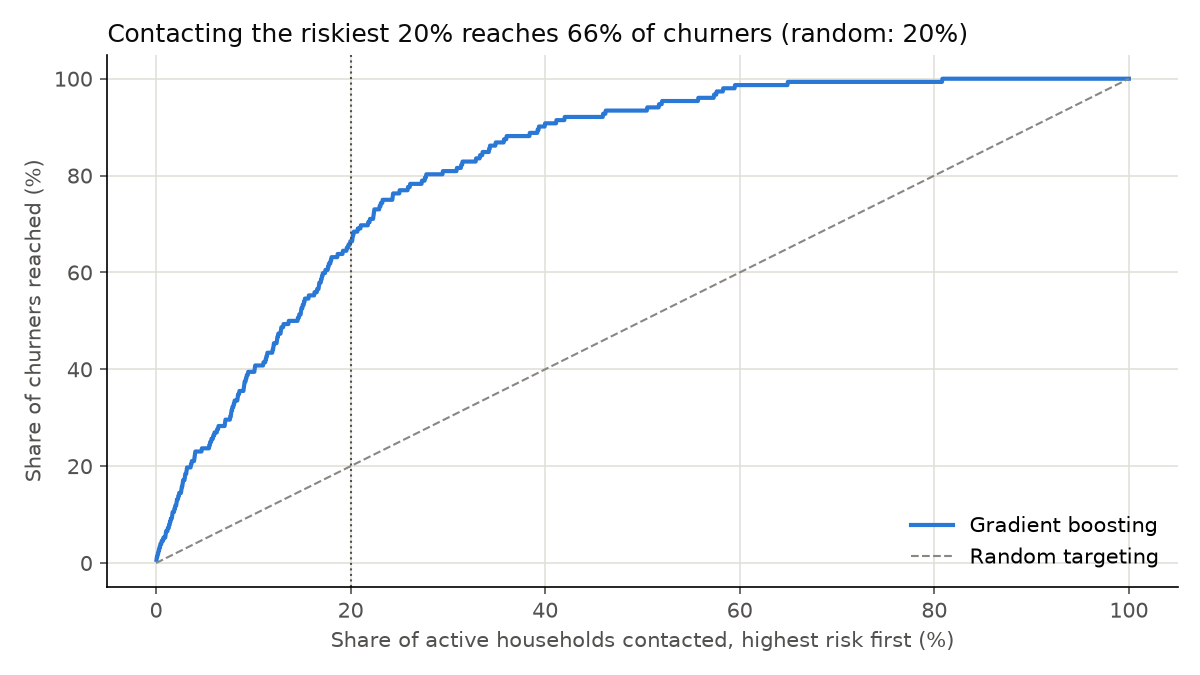 Contacting the riskiest 20% reaches 66% of churners (random: 20%)
Share of churners reached (%)
100
80
60
40
20
0
Gradient boosting
Random targeting
0 20 40 60 80 100
Share of active households contacted, highest risk first (%)